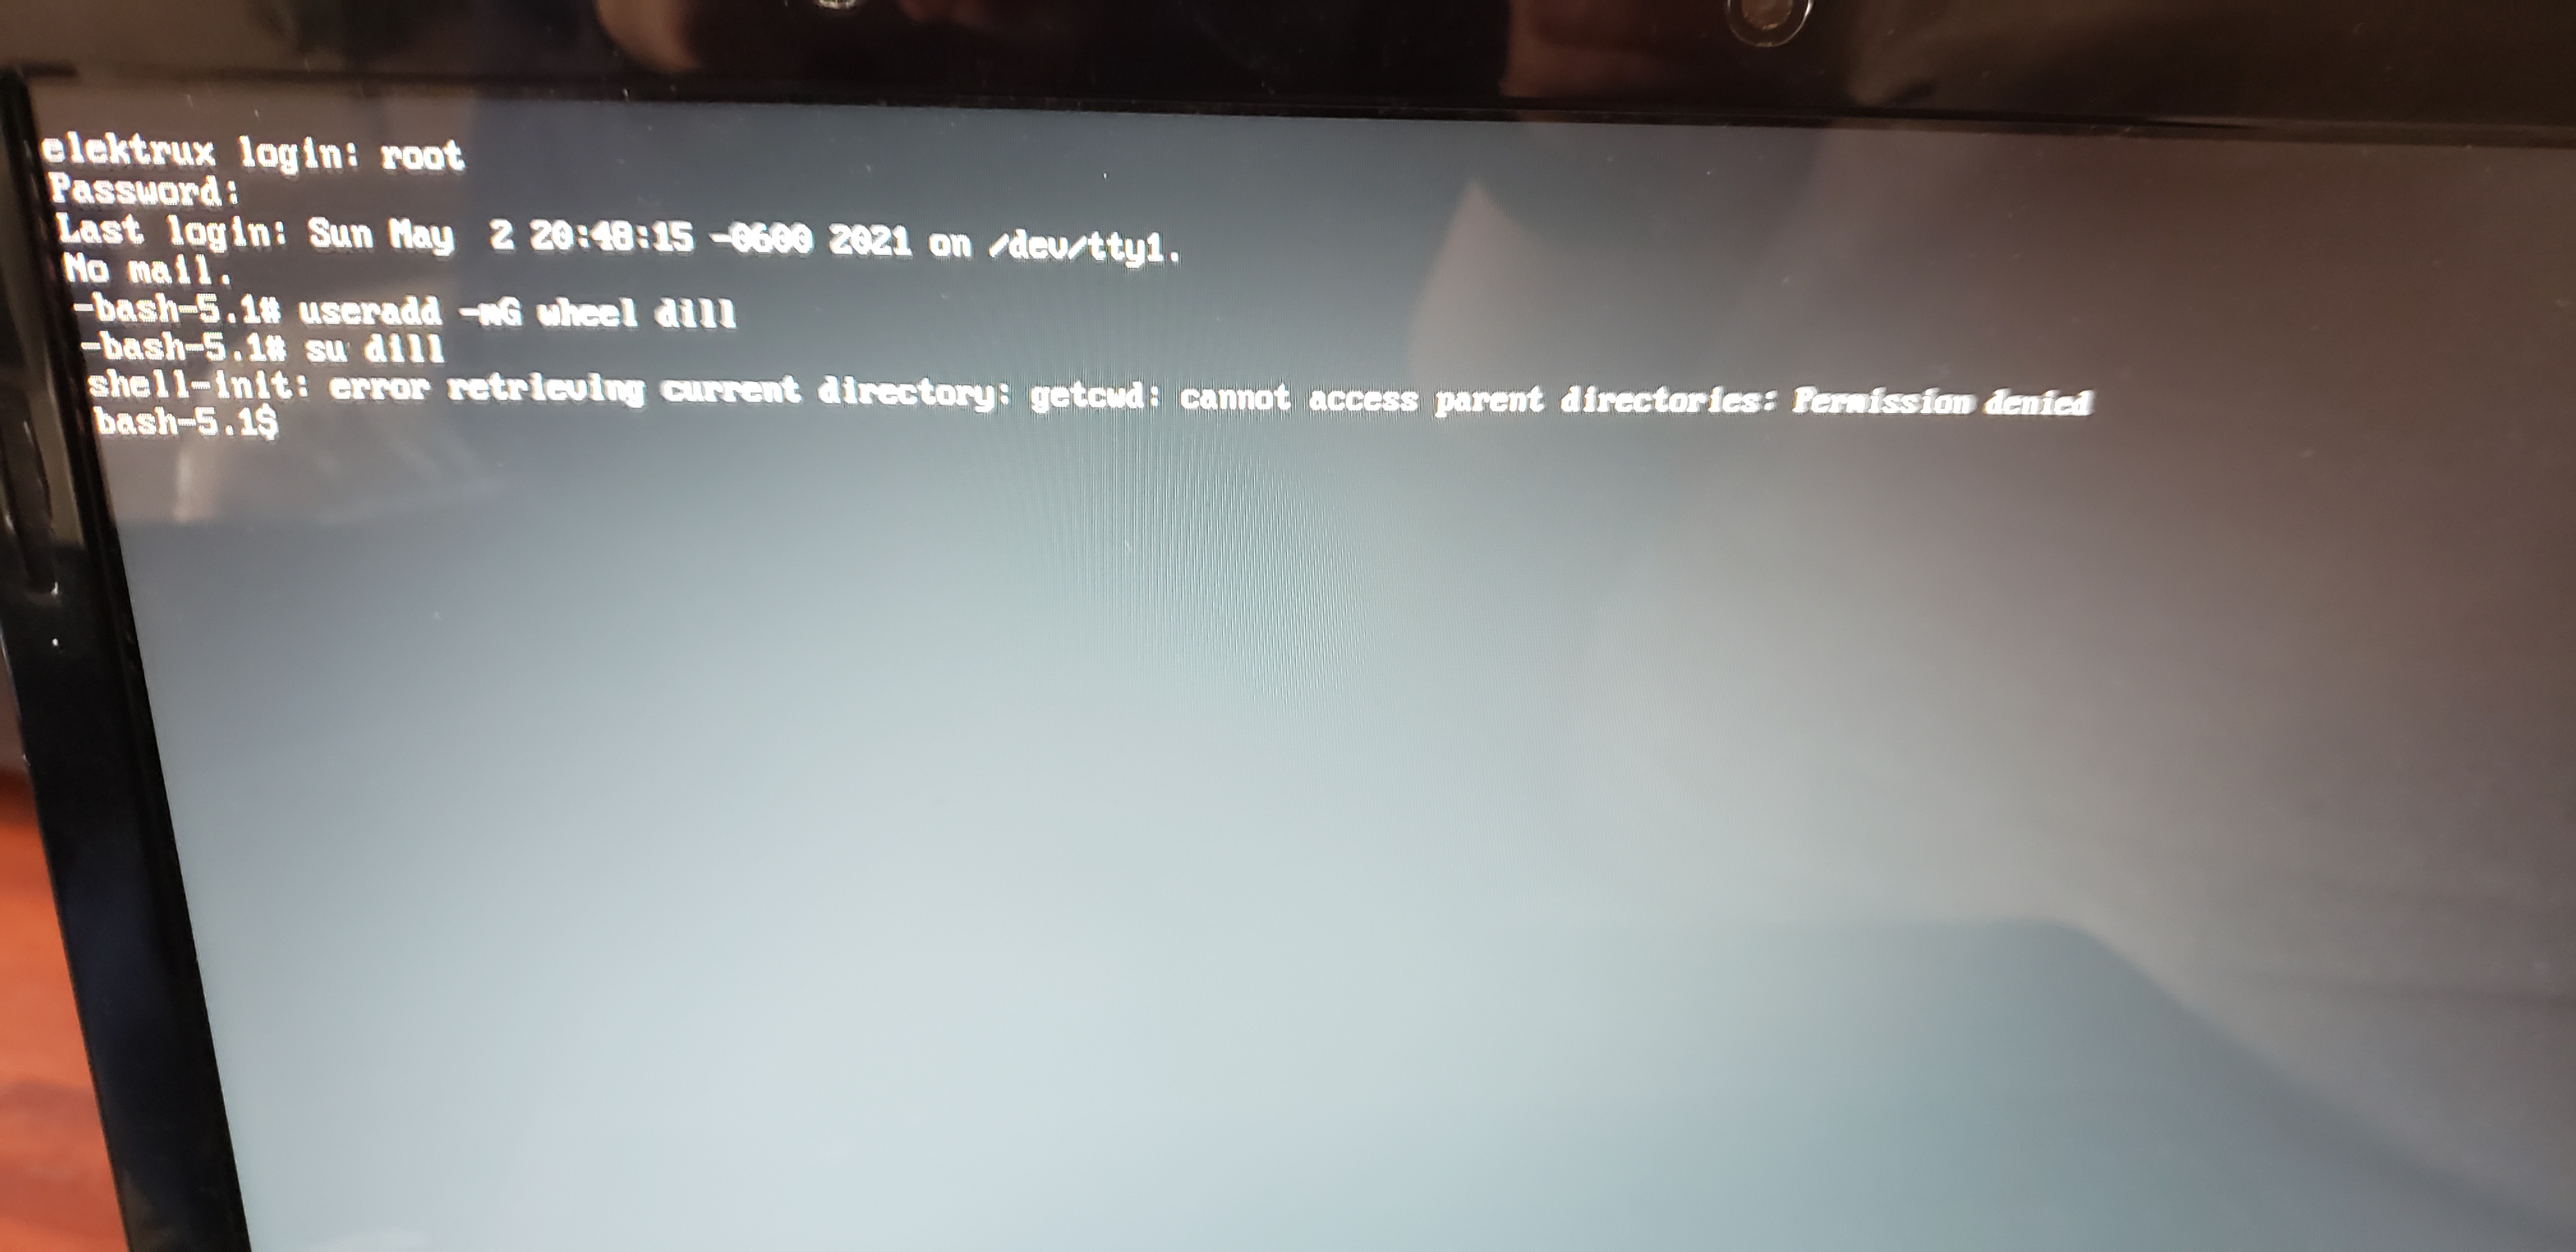 elektrux login: root
Password:
Last login: Sun May  2 20:48:15 -0600 2021 on /dev/tty1.
No mail.
-bash-5.1# useradd -mG wheel dill
-bash-5.1# su dill
shell-init: error retrieving current directory: getcwd: cannot access parent directories: Permission denied
bash-5.1$